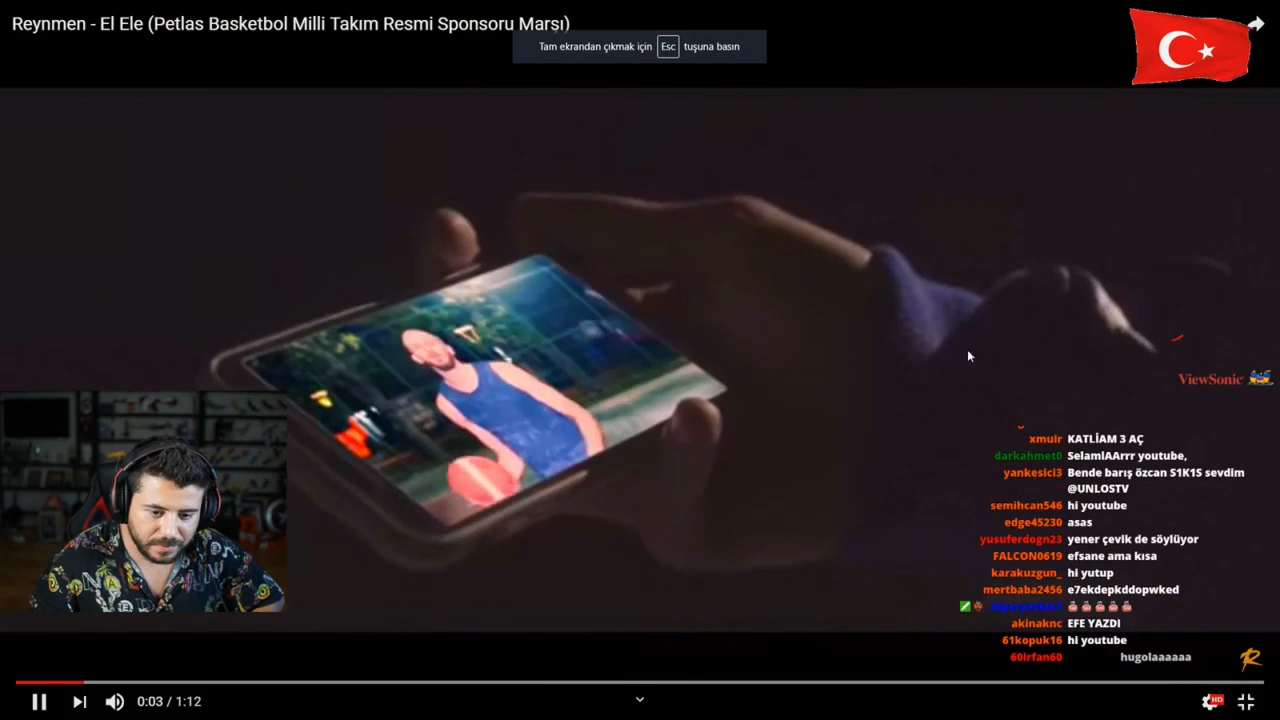 Reynmen - El Ele (Petlas Basketbol Milli Takım Resmi Sponsoru Marşı)
Tam ekrandan çıkmak için Esc tuşuna basın
ViewSonic
xmuir KATLİAM 3 AÇ
darkahmet0 SelamlAArrr youtube,
yankesici3 Bende barış özcan S1K1S sevdim
@UNLOSTV
semihcan546 hi youtube
edge45230 asas
yusuferdogn23 yener çevik de söylüyor
FALCON0619 efsane ama kısa
karakuzgun_ hi yutup
mertbaba2456 e7ekdepkddopwked
akinaknc EFE YAZDI
61kopuk16 hi youtube
60Irfan60 hugolaaaaaa
0:03 / 1:12
HD